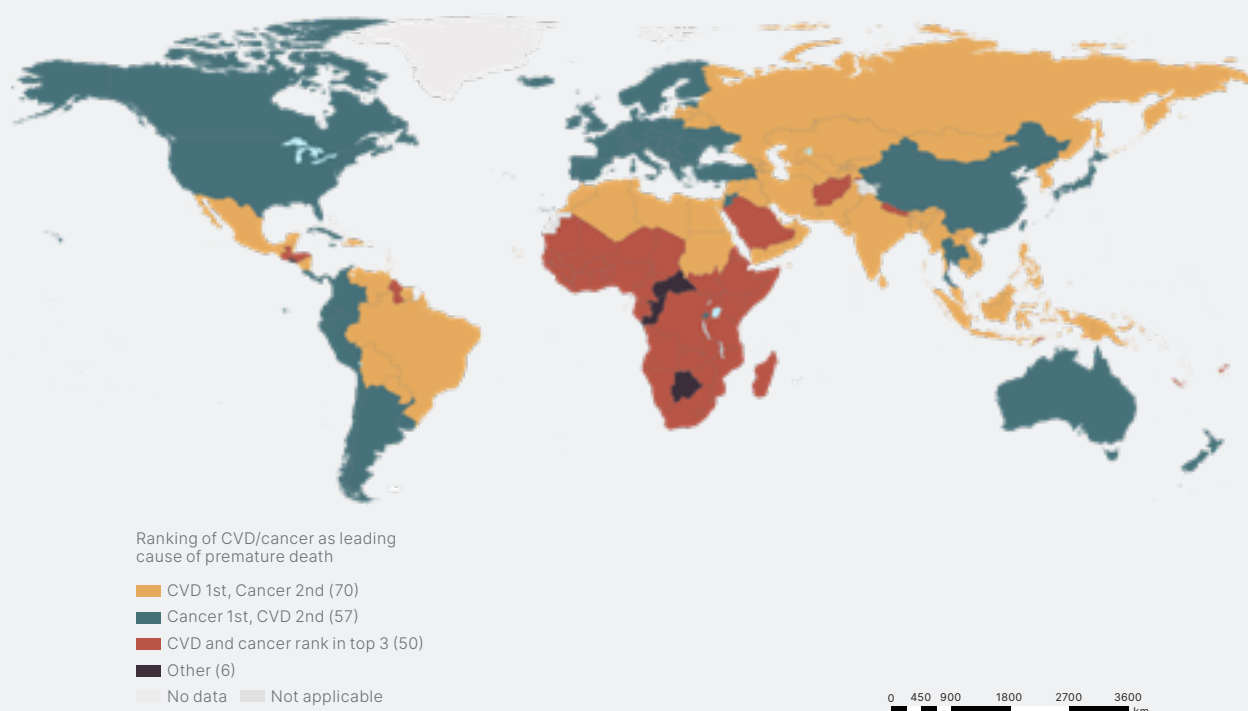 Ranking of CVD/cancer as leading
cause of premature death
CVD 1st, Cancer 2nd (70)
Cancer 1st, CVD 2nd (57)
CVD and cancer rank in top 3 (50)
Other (6)
No data Not applicable
0 450 900 1800 2700 3600
km